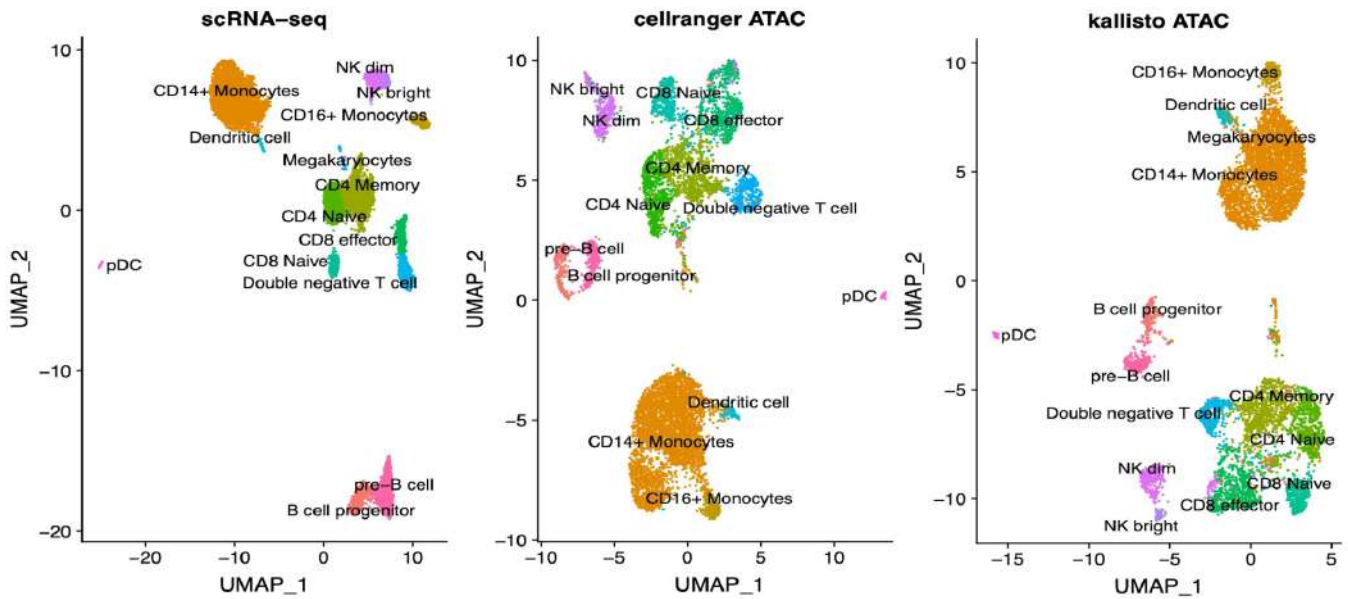 scRNA−seq
10
0
−10
−20
UMAP_2
−20
−10
0
10
UMAP_1
CD14+ Monocytes
NK dim
NK bright
CD16+ Monocytes
Dendritic cell
Megakaryocytes
CD4 Memory
CD4 Naive
CD8 effector
CD8 Naive
Double negative T cell
pDC
pre−B cell
B cell progenitor
cellranger ATAC
10
5
0
−5
−10
UMAP_2
−10
−5
0
5
10
UMAP_1
NK bright
CD8 Naive
NK dim
CD8 effector
CD4 Memory
CD4 Naive
Double negative T cell
pre−B cell
B cell progenitor
pDC
Dendritic cell
CD14+ Monocytes
CD16+ Monocytes
kallisto ATAC
10
5
0
−5
−10
UMAP_2
−15
−10
−5
0
5
UMAP_1
CD16+ Monocytes
Dendritic cell
Megakaryocytes
CD14+ Monocytes
B cell progenitor
pDC
pre−B cell
CD4 Memory
Double negative T cell
CD4 Naive
NK dim
CD8 Naive
CD8 effector
NK bright